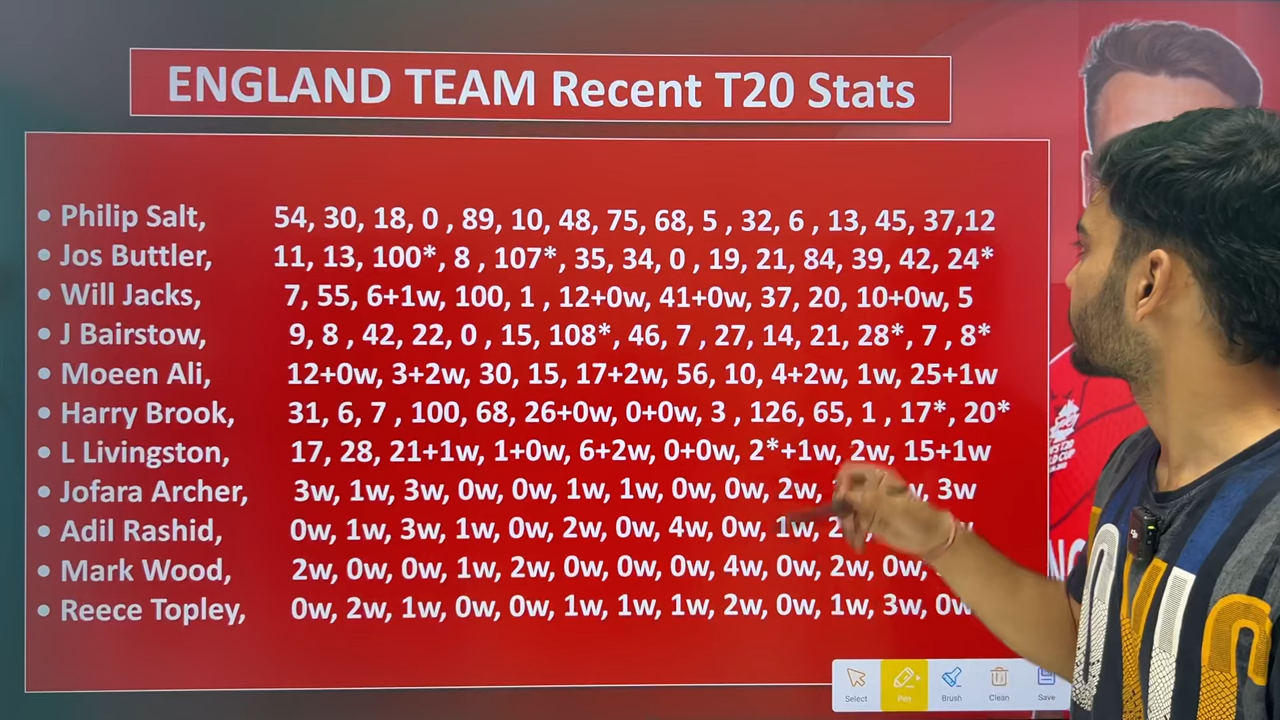 ENGLAND TEAM Recent T20 Stats
• Philip Salt, 54, 30, 18, 0 , 89, 10, 48, 75, 68, 5 , 32, 6 , 13, 45, 37,12
• Jos Buttler, 11, 13, 100*, 8 , 107*, 35, 34, 0 , 19, 21, 84, 39, 42, 24*
• Will Jacks, 7, 55, 6+1w, 100, 1 , 12+0w, 41+0w, 37, 20, 10+0w, 5
• J Bairstow, 9, 8 , 42, 22, 0 , 15, 108*, 46, 7 , 27, 14, 21, 28*, 7 , 8*
• Moeen Ali, 12+0w, 3+2w, 30, 15, 17+2w, 56, 10, 4+2w, 1w, 25+1w
• Harry Brook, 31, 6, 7 , 100, 68, 26+0w, 0+0w, 3 , 126, 65, 1 , 17*, 20*
• L Livingston, 17, 28, 21+1w, 1+0w, 6+2w, 0+0w, 2*+1w, 2w, 15+1w
• Jofara Archer, 3w, 1w, 3w, 0w, 0w, 1w, 1w, 0w, 0w, 2w, 3w
• Adil Rashid, 0w, 1w, 3w, 1w, 0w, 2w, 0w, 4w, 0w, 1w,
• Mark Wood, 2w, 0w, 0w, 1w, 2w, 0w, 0w, 0w, 4w, 0w, 2w, 0w,
• Reece Topley, 0w, 2w, 1w, 0w, 0w, 1w, 1w, 1w, 2w, 0w, 1w, 3w, 0w
Select Pen Brush Clean Save